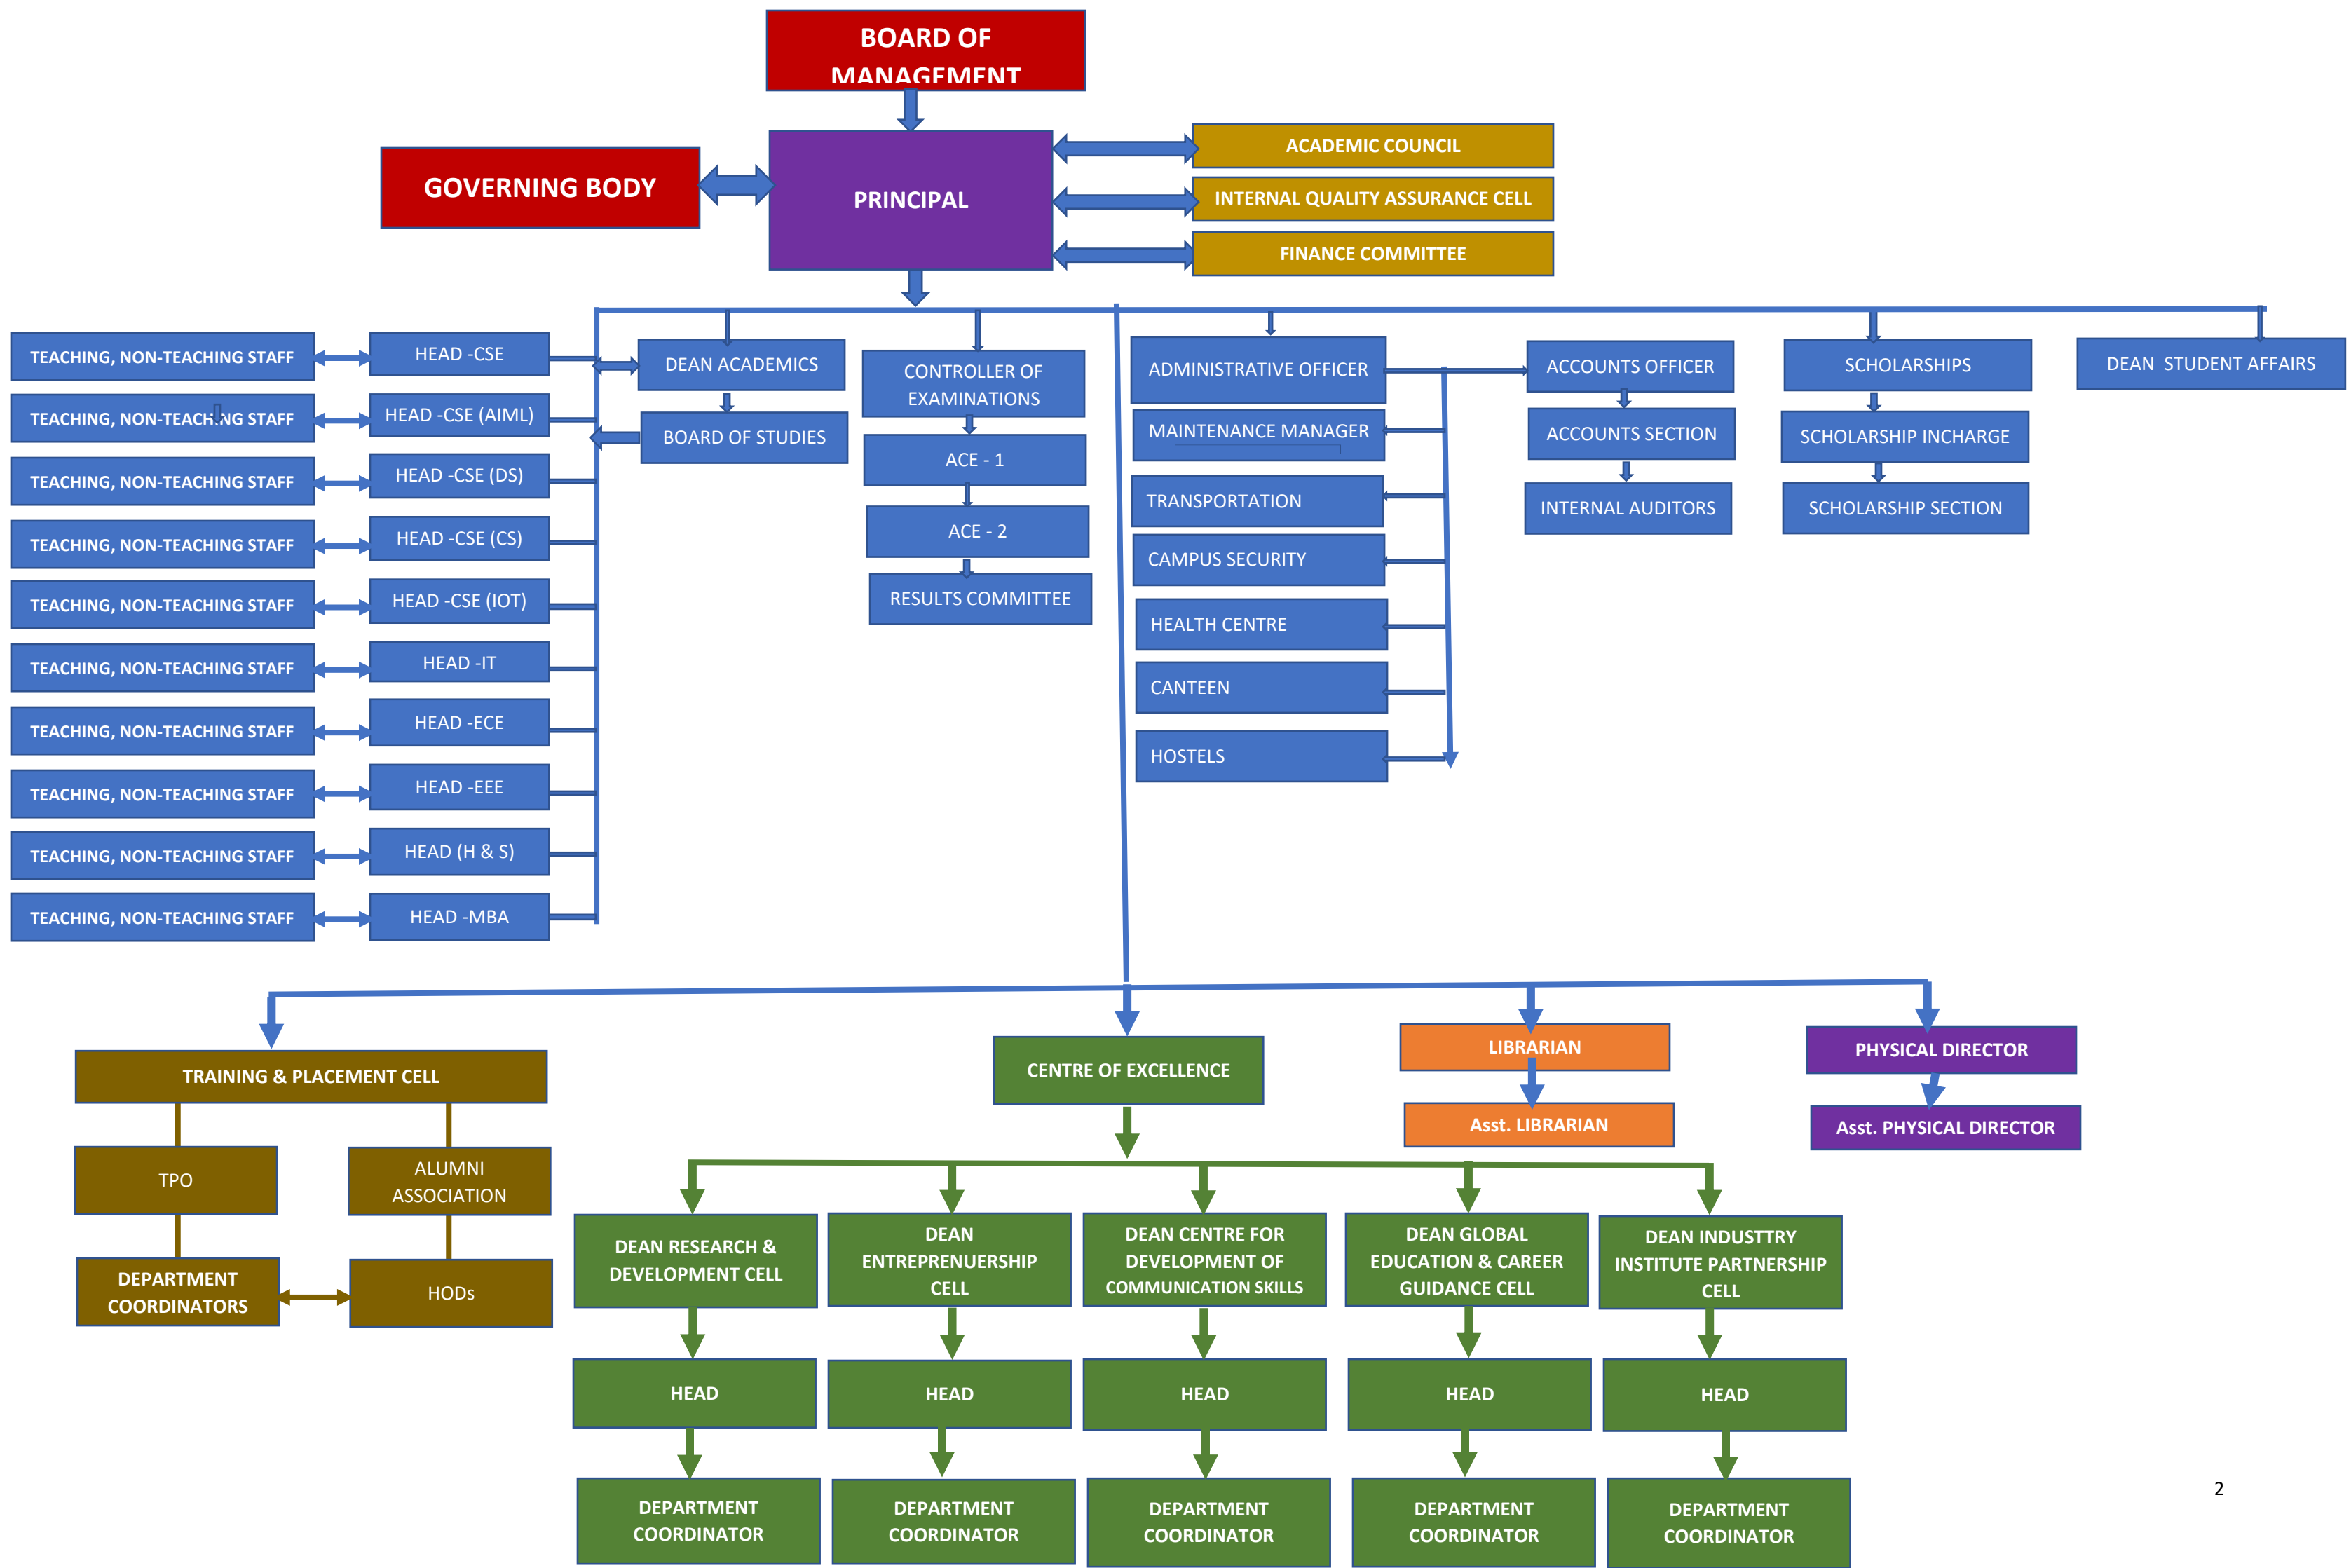 BOARD OF
MANAGEMENT
GOVERNING BODY
PRINCIPAL
ACADEMIC COUNCIL
INTERNAL QUALITY ASSURANCE CELL
FINANCE COMMITTEE
TEACHING, NON-TEACHING STAFF
HEAD -CSE
TEACHING, NON-TEACHING STAFF
HEAD -CSE (AIML)
TEACHING, NON-TEACHING STAFF
HEAD -CSE (DS)
TEACHING, NON-TEACHING STAFF
HEAD -CSE (CS)
TEACHING, NON-TEACHING STAFF
HEAD -CSE (IOT)
TEACHING, NON-TEACHING STAFF
HEAD -IT
TEACHING, NON-TEACHING STAFF
HEAD -ECE
TEACHING, NON-TEACHING STAFF
HEAD -EEE
TEACHING, NON-TEACHING STAFF
HEAD (H & S)
TEACHING, NON-TEACHING STAFF
HEAD -MBA
DEAN ACADEMICS
BOARD OF STUDIES
CONTROLLER OF
EXAMINATIONS
ACE - 1
ACE - 2
RESULTS COMMITTEE
ADMINISTRATIVE OFFICER
MAINTENANCE MANAGER
TRANSPORTATION
CAMPUS SECURITY
HEALTH CENTRE
CANTEEN
HOSTELS
ACCOUNTS OFFICER
ACCOUNTS SECTION
INTERNAL AUDITORS
SCHOLARSHIPS
SCHOLARSHIP INCHARGE
SCHOLARSHIP SECTION
DEAN  STUDENT AFFAIRS
TRAINING & PLACEMENT CELL
TPO
ALUMNI
ASSOCIATION
DEPARTMENT
COORDINATORS
HODs
CENTRE OF EXCELLENCE
LIBRARIAN
Asst. LIBRARIAN
PHYSICAL DIRECTOR
Asst. PHYSICAL DIRECTOR
DEAN RESEARCH &
DEVELOPMENT CELL
DEAN
ENTREPRENUERSHIP
CELL
DEAN CENTRE FOR
DEVELOPMENT OF
COMMUNICATION SKILLS
DEAN GLOBAL
EDUCATION & CAREER
GUIDANCE CELL
DEAN INDUSTTRY
INSTITUTE PARTNERSHIP
CELL
HEAD
HEAD
HEAD
HEAD
HEAD
DEPARTMENT
COORDINATOR
DEPARTMENT
COORDINATOR
DEPARTMENT
COORDINATOR
DEPARTMENT
COORDINATOR
DEPARTMENT
COORDINATOR
2